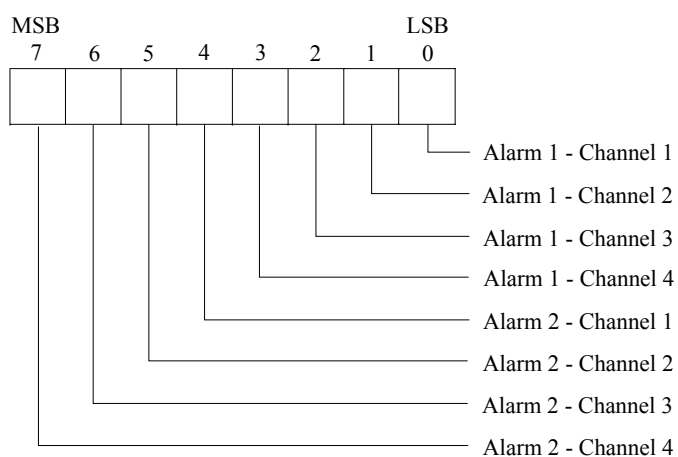 MSB LSB
7 6 5 4 3 2 1 0
Alarm 1 - Channel 1
Alarm 1 - Channel 2
Alarm 1 - Channel 3
Alarm 1 - Channel 4
Alarm 2 - Channel 1
Alarm 2 - Channel 2
Alarm 2 - Channel 3
Alarm 2 - Channel 4